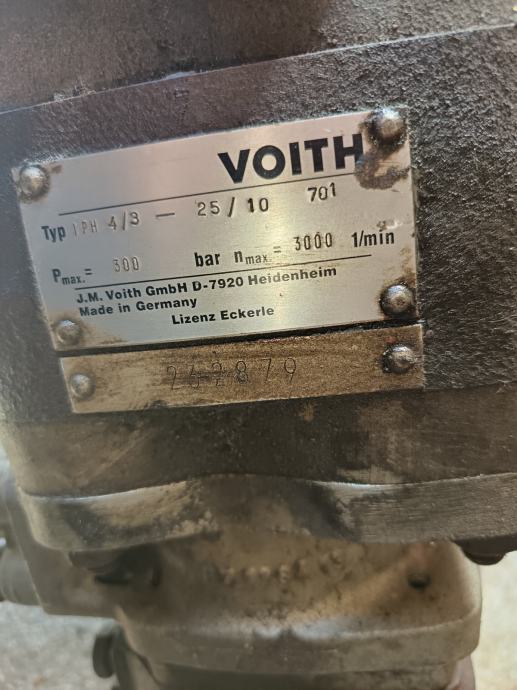 VOITH
Typ IPH 4/3 — 25/10 701
Pmax. = 300 bar nmax. = 3000 1/min
J.M. Voith GmbH D-7920 Heidenheim
Made in Germany
Lizenz Eckerle
262879